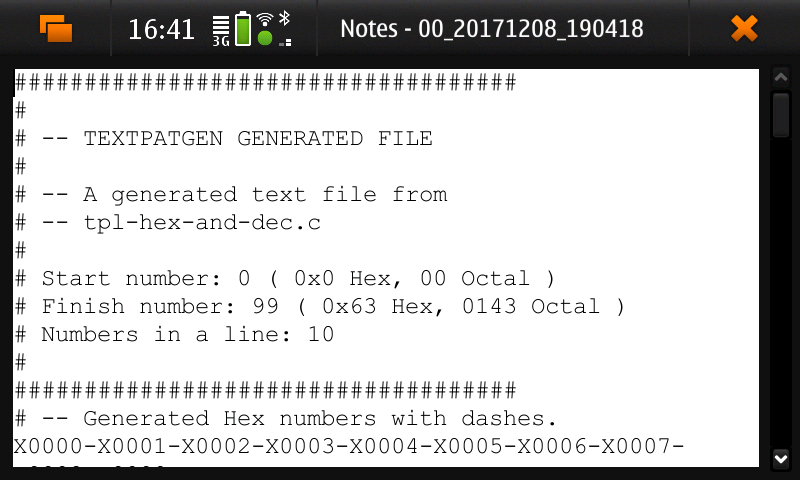 16:41 3G Notes - 00_20171208_190418
#####################################
#
# -- TEXTPATGEN GENERATED FILE
#
# -- A generated text file from
# -- tpl-hex-and-dec.c
#
# Start number: 0 ( 0x0 Hex, 00 Octal )
# Finish number: 99 ( 0x63 Hex, 0143 Octal )
# Numbers in a line: 10
#
#####################################
# -- Generated Hex numbers with dashes.
X0000-X0001-X0002-X0003-X0004-X0005-X0006-X0007-